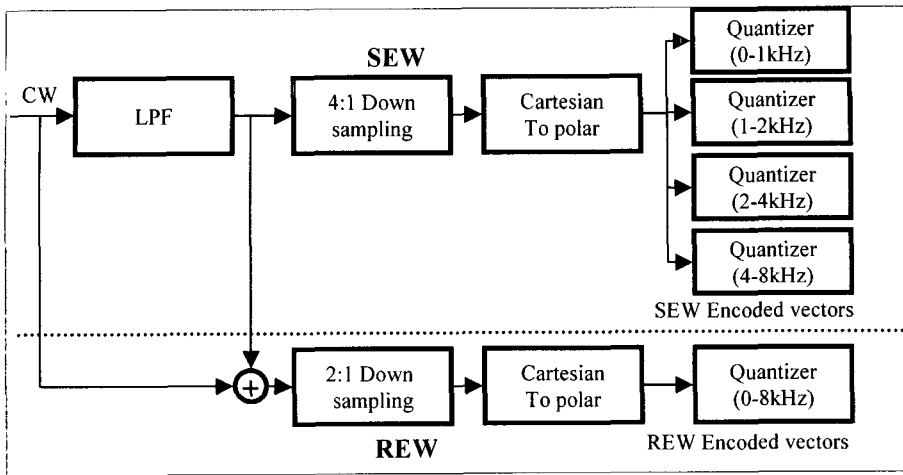 CW
LPF
SEW
4:1 Down
sampling
Cartesian
To polar
Quantizer
(0-1kHz)
Quantizer
(1-2kHz)
Quantizer
(2-4kHz)
Quantizer
(4-8kHz)
SEW Encoded vectors
+
2:1 Down
sampling
REW
Cartesian
To polar
Quantizer
(0-8kHz)
REW Encoded vectors